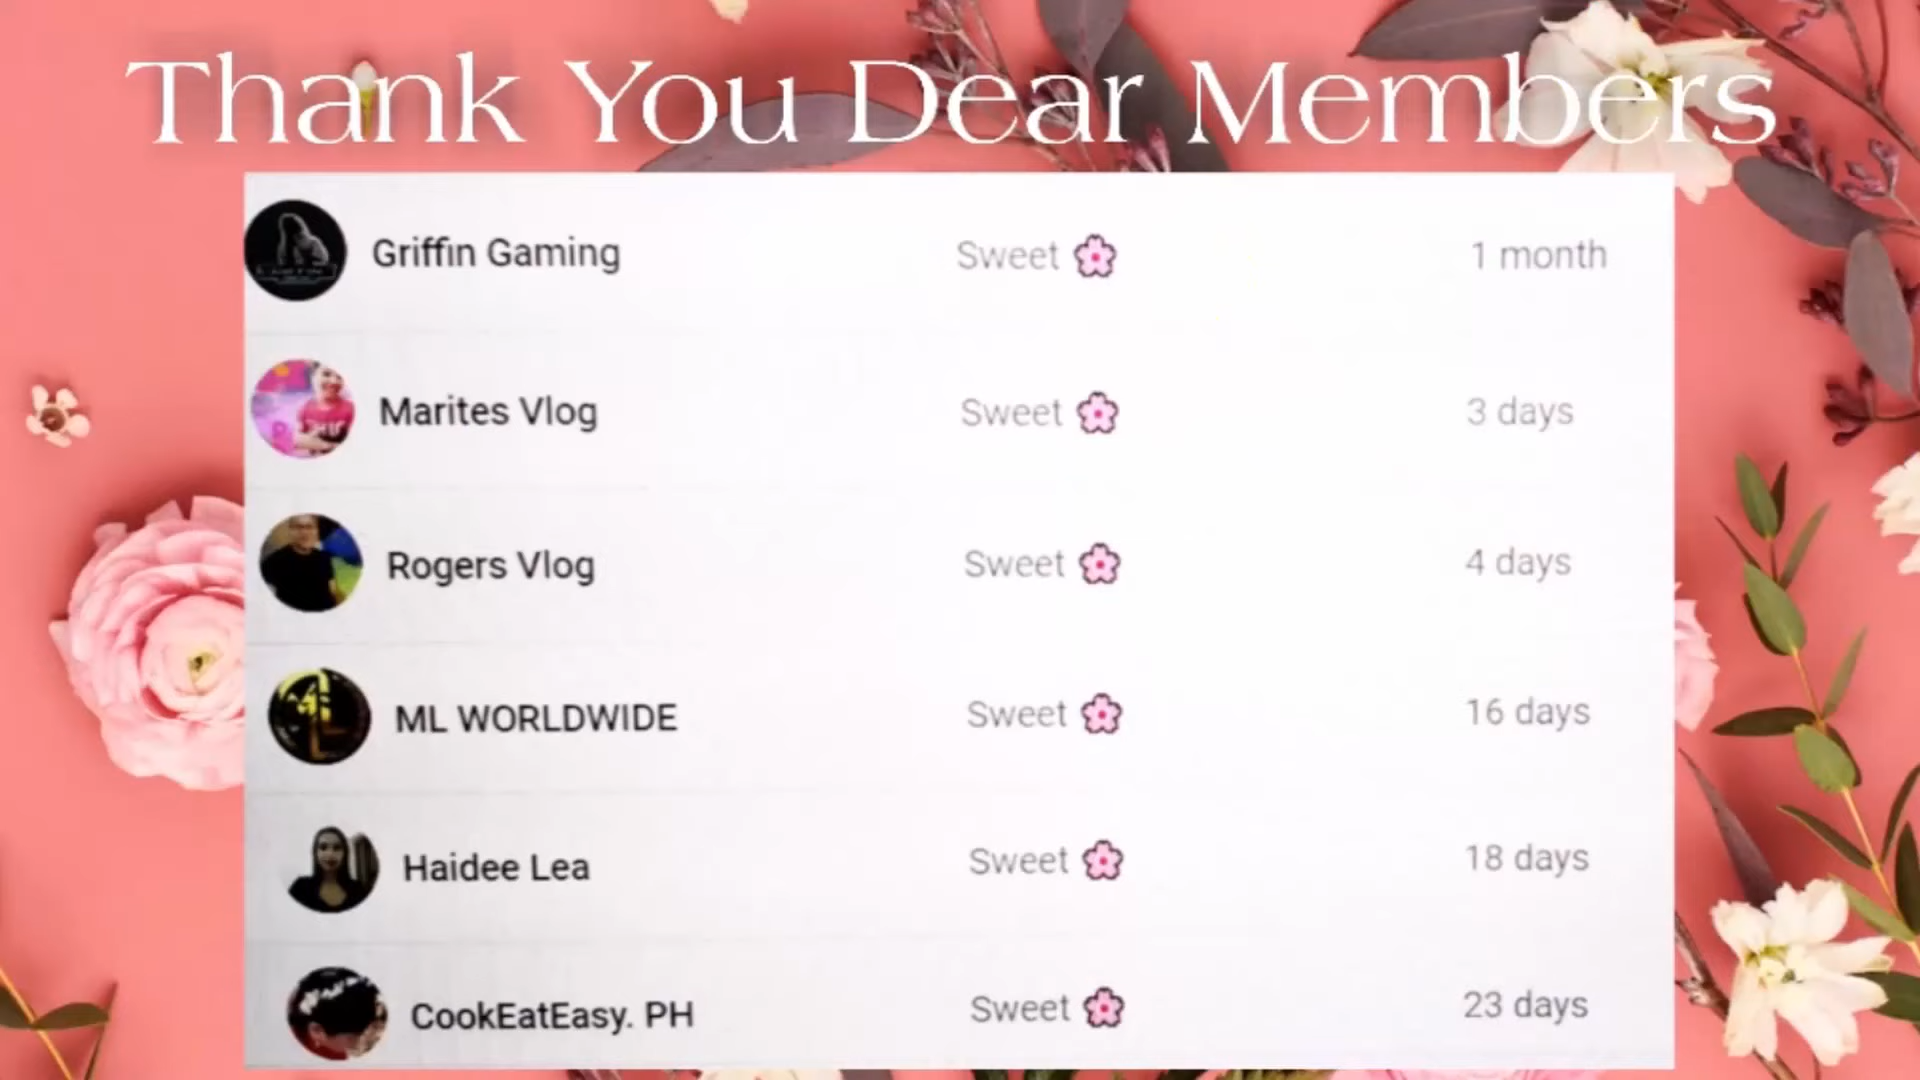 Thank You Dear Members
Griffin Gaming Sweet 🌸 1 month
Marites Vlog Sweet 🌸 3 days
Rogers Vlog Sweet 🌸 4 days
ML WORLDWIDE Sweet 🌸 16 days
Haidee Lea Sweet 🌸 18 days
CookEatEasy. PH Sweet 🌸 23 days